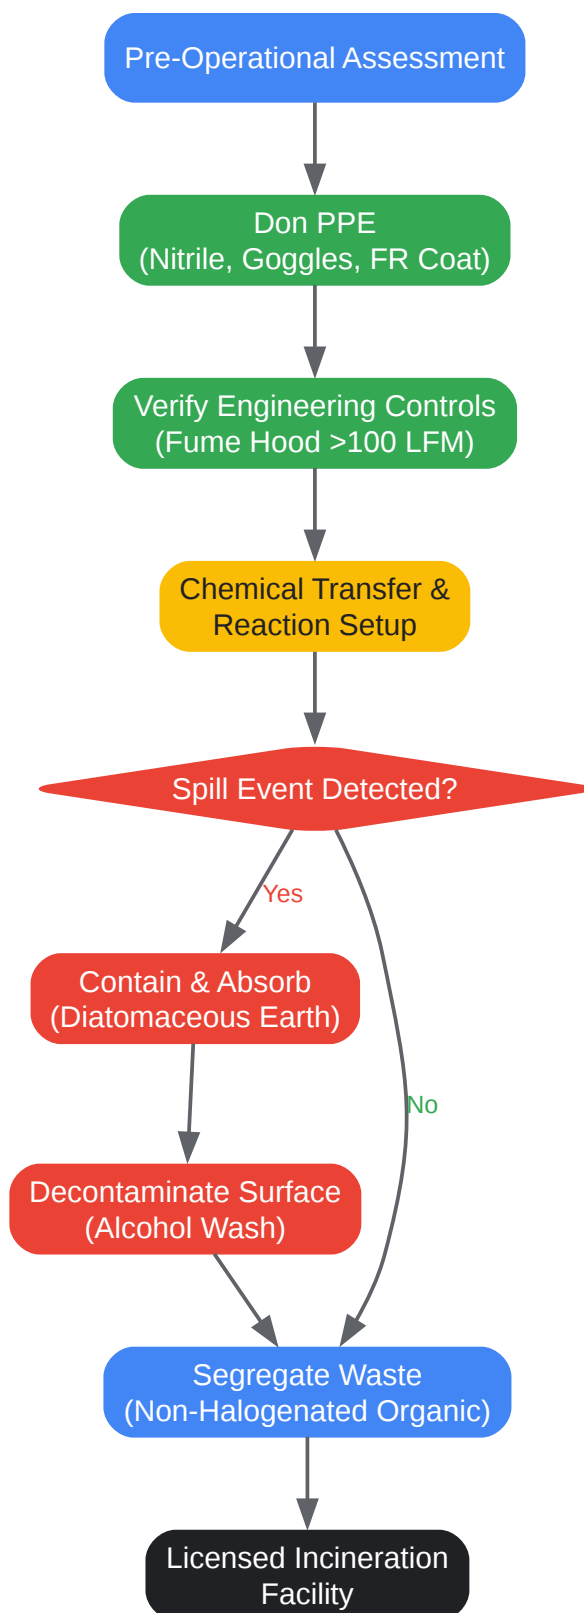 Pre-Operational Assessment
Don PPE
(Nitrile, Goggles, FR Coat)
Verify Engineering Controls
(Fume Hood >100 LFM)
Chemical Transfer &
Reaction Setup
Spill Event Detected?
Yes
Contain & Absorb
(Diatomaceous Earth)
No
Decontaminate Surface
(Alcohol Wash)
Segregate Waste
(Non-Halogenated Organic)
Licensed Incineration
Facility